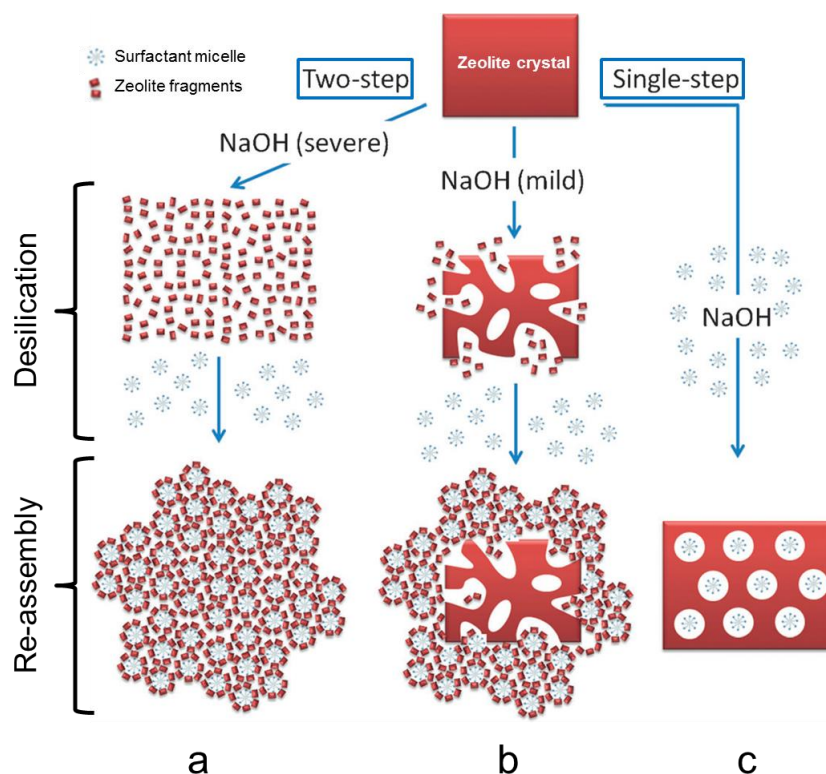 Surfactant micelle
Zeolite fragments
Two-step
Zeolite crystal
Single-step
NaOH (severe)
NaOH (mild)
NaOH
Desilication
Re-assembly
a
b
c